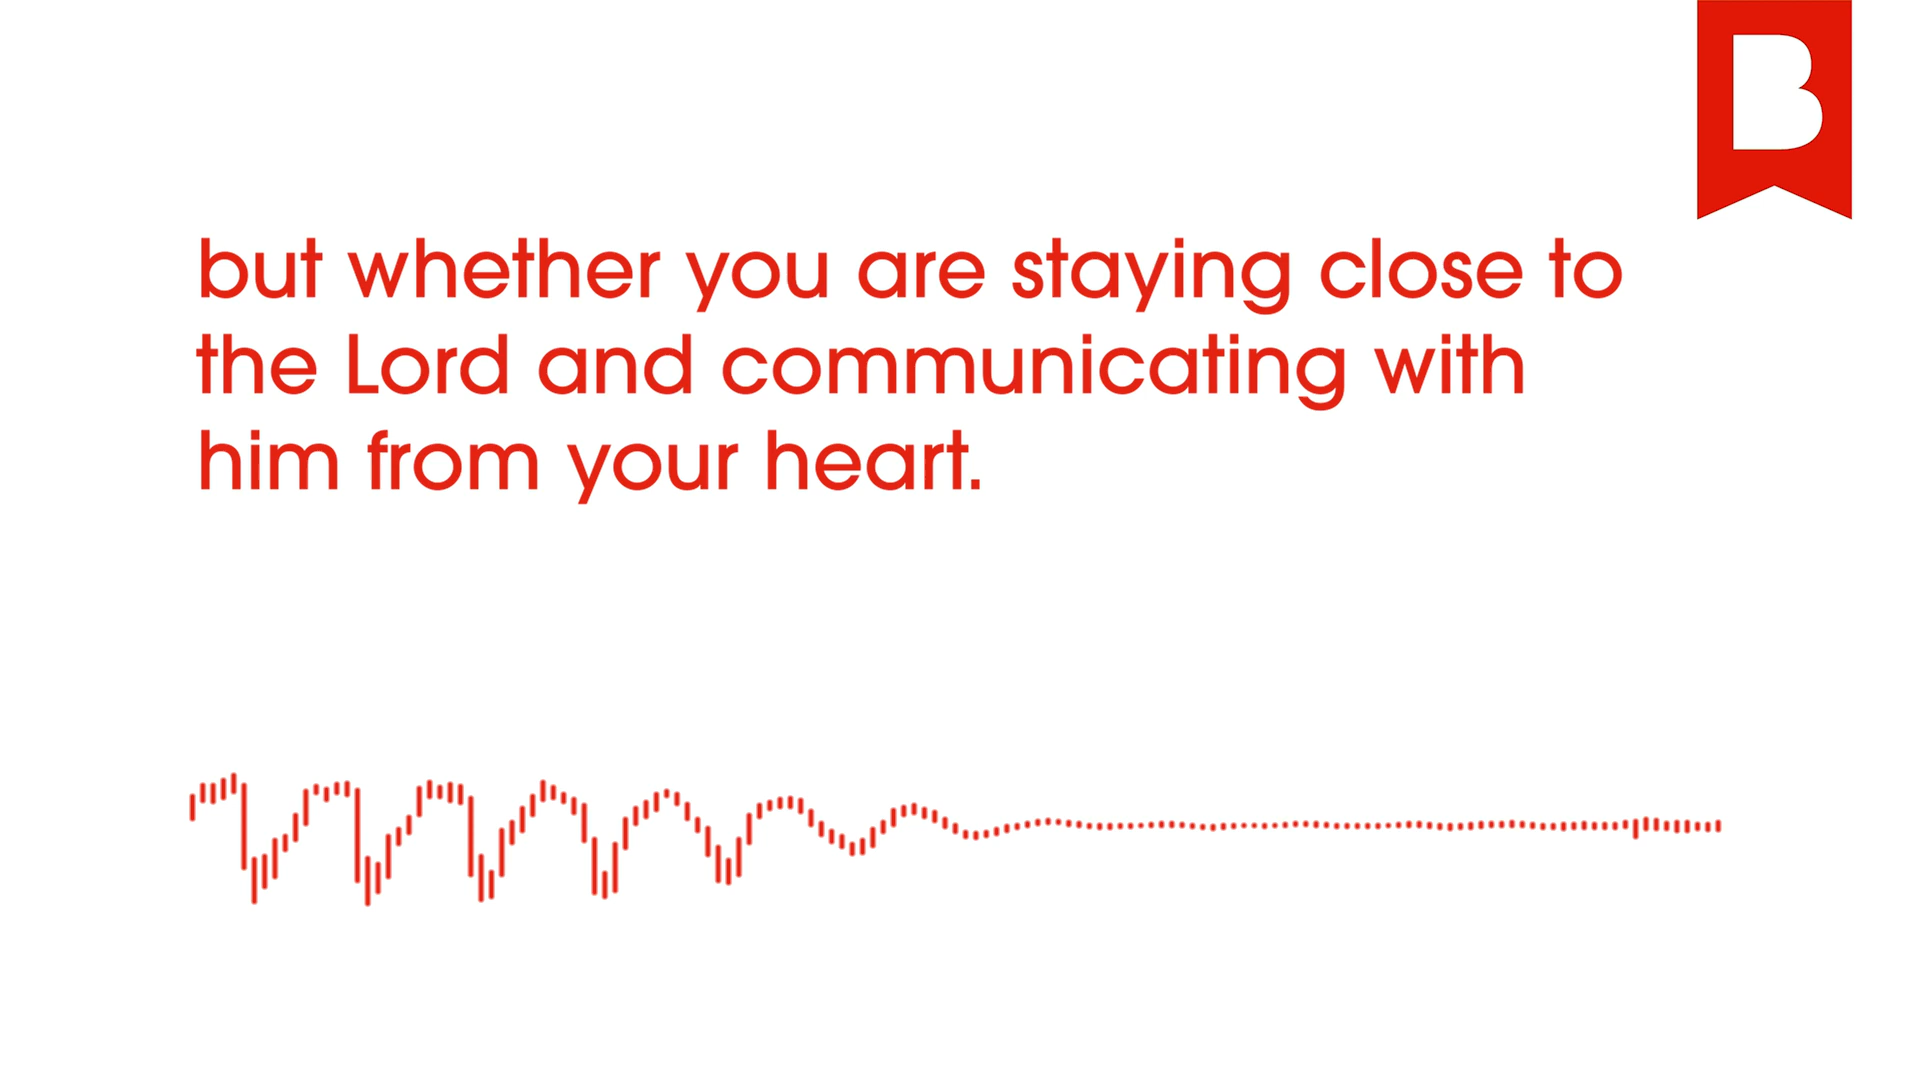 B
but whether you are staying close to
the Lord and communicating with
him from your heart.